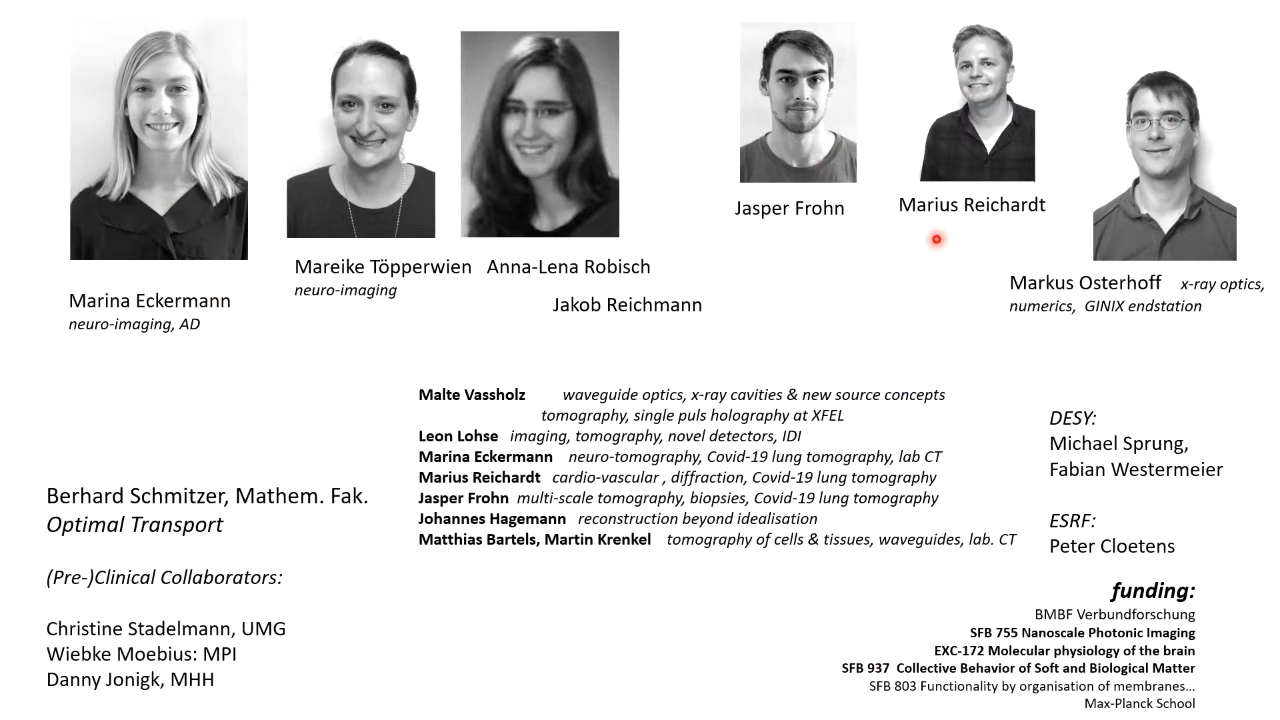 Jasper Frohn
Marius Reichardt
Mareike Töpperwien
neuro-imaging
Anna-Lena Robisch
Jakob Reichmann
Marina Eckermann
neuro-imaging, AD
Markus Osterhoff x-ray optics,
numerics, GINIX endstation
Malte Vassholz waveguide optics, x-ray cavities & new source concepts
tomography, single puls holography at XFEL
Leon Lohse imaging, tomography, novel detectors, IDI
Marina Eckermann neuro-tomography, Covid-19 lung tomography, lab CT
Marius Reichardt cardio-vascular , diffraction, Covid-19 lung tomography
Jasper Frohn multi-scale tomography, biopsies, Covid-19 lung tomography
Johannes Hagemann reconstruction beyond idealisation
Matthias Bartels, Martin Krenkel tomography of cells & tissues, waveguides, lab. CT
DESY:
Michael Sprung,
Fabian Westermeier
ESRF:
Peter Cloetens
Berhard Schmitzer, Mathem. Fak.
Optimal Transport
(Pre-)Clinical Collaborators:
Christine Stadelmann, UMG
Wiebke Moebius: MPI
Danny Jonigk, MHH
funding:
BMBF Verbundforschung
SFB 755 Nanoscale Photonic Imaging
EXC-172 Molecular physiology of the brain
SFB 937 Collective Behavior of Soft and Biological Matter
SFB 803 Functionality by organisation of membranes…
Max-Planck School